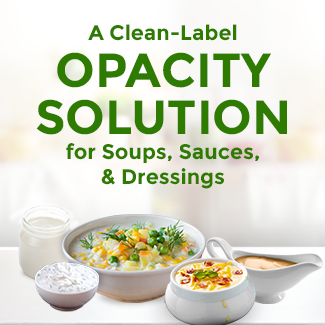 A Clean-Label
OPACITY
SOLUTION
for Soups, Sauces,
& Dressings